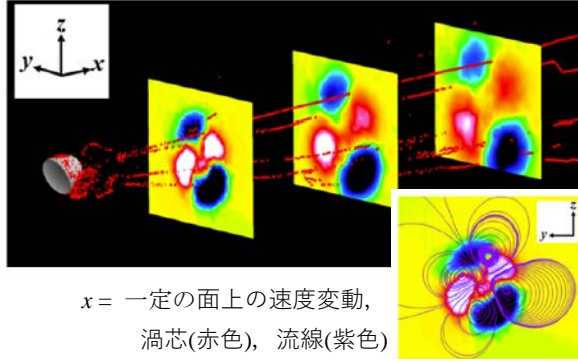 z
y
x
z
y
x = 一定の面上の速度変動,
渦芯(赤色), 流線(紫色)